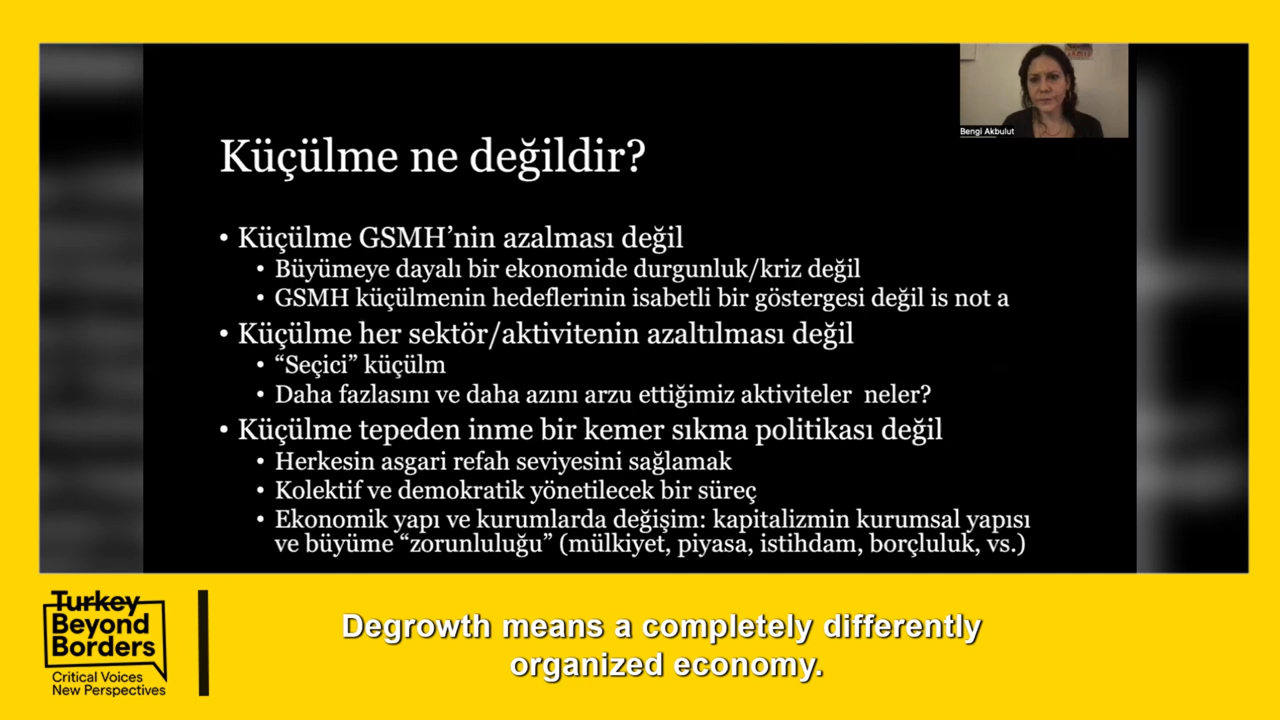 Bengi Akbulut
Küçülme ne değildir?
• Küçülme GSMH’nin azalması değil
• Büyümeye dayalı bir ekonomide durgunluk/kriz değil
• GSMH küçülmenin hedeflerinin isabetli bir göstergesi değil is not a
• Küçülme her sektör/aktivitenin azaltılması değil
• “Seçici” küçülm
• Daha fazlasını ve daha azını arzu ettiğimiz aktiviteler  neler?
• Küçülme tepeden inme bir kemer sıkma politikası değil
• Herkesin asgari refah seviyesini sağlamak
• Kolektif ve demokratik yönetilecek bir süreç
• Ekonomik yapı ve kurumlarda değişim: kapitalizmin kurumsal yapısı
ve büyüme “zorunluluğu” (mülkiyet, piyasa, istihdam, borçluluk, vs.)
Turkey
Beyond
Borders
Critical Voices
New Perspectives
Degrowth means a completely differently
organized economy.